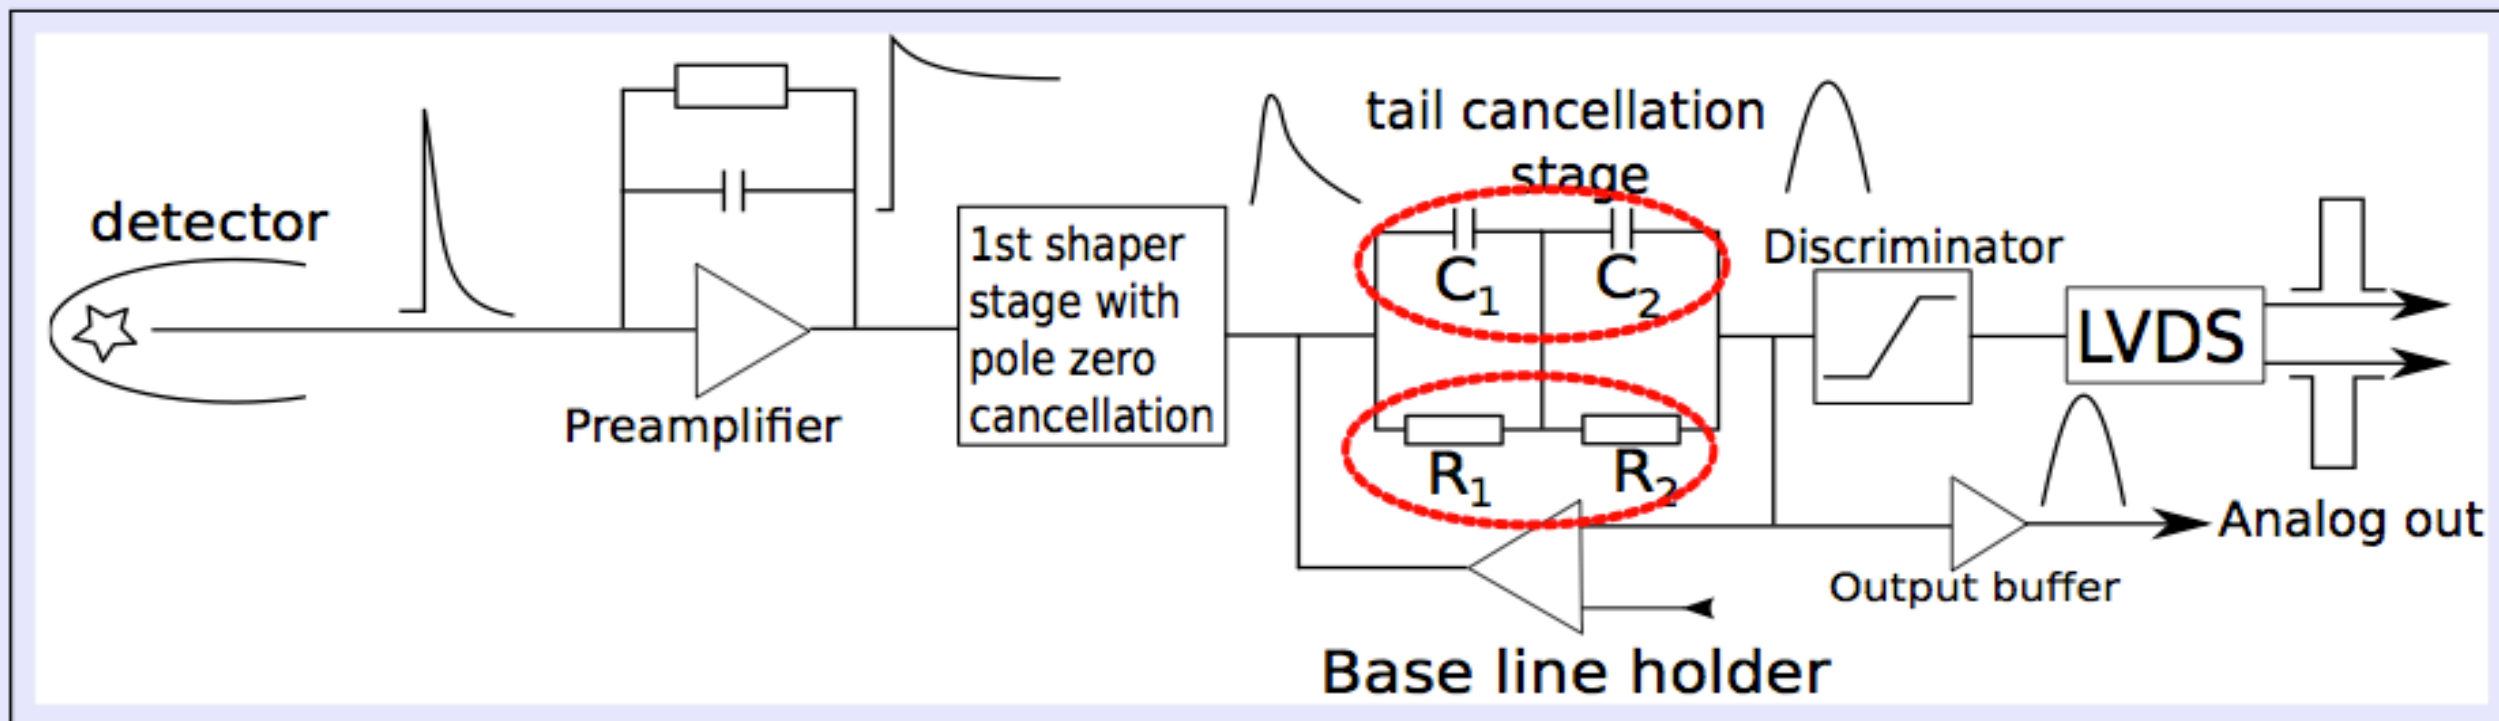 detector
Preamplifier
1st shaper
stage with
pole zero
cancellation
tail cancellation
stage
C1
C2
R1
R2
Base line holder
Discriminator
LVDS
Output buffer
Analog out